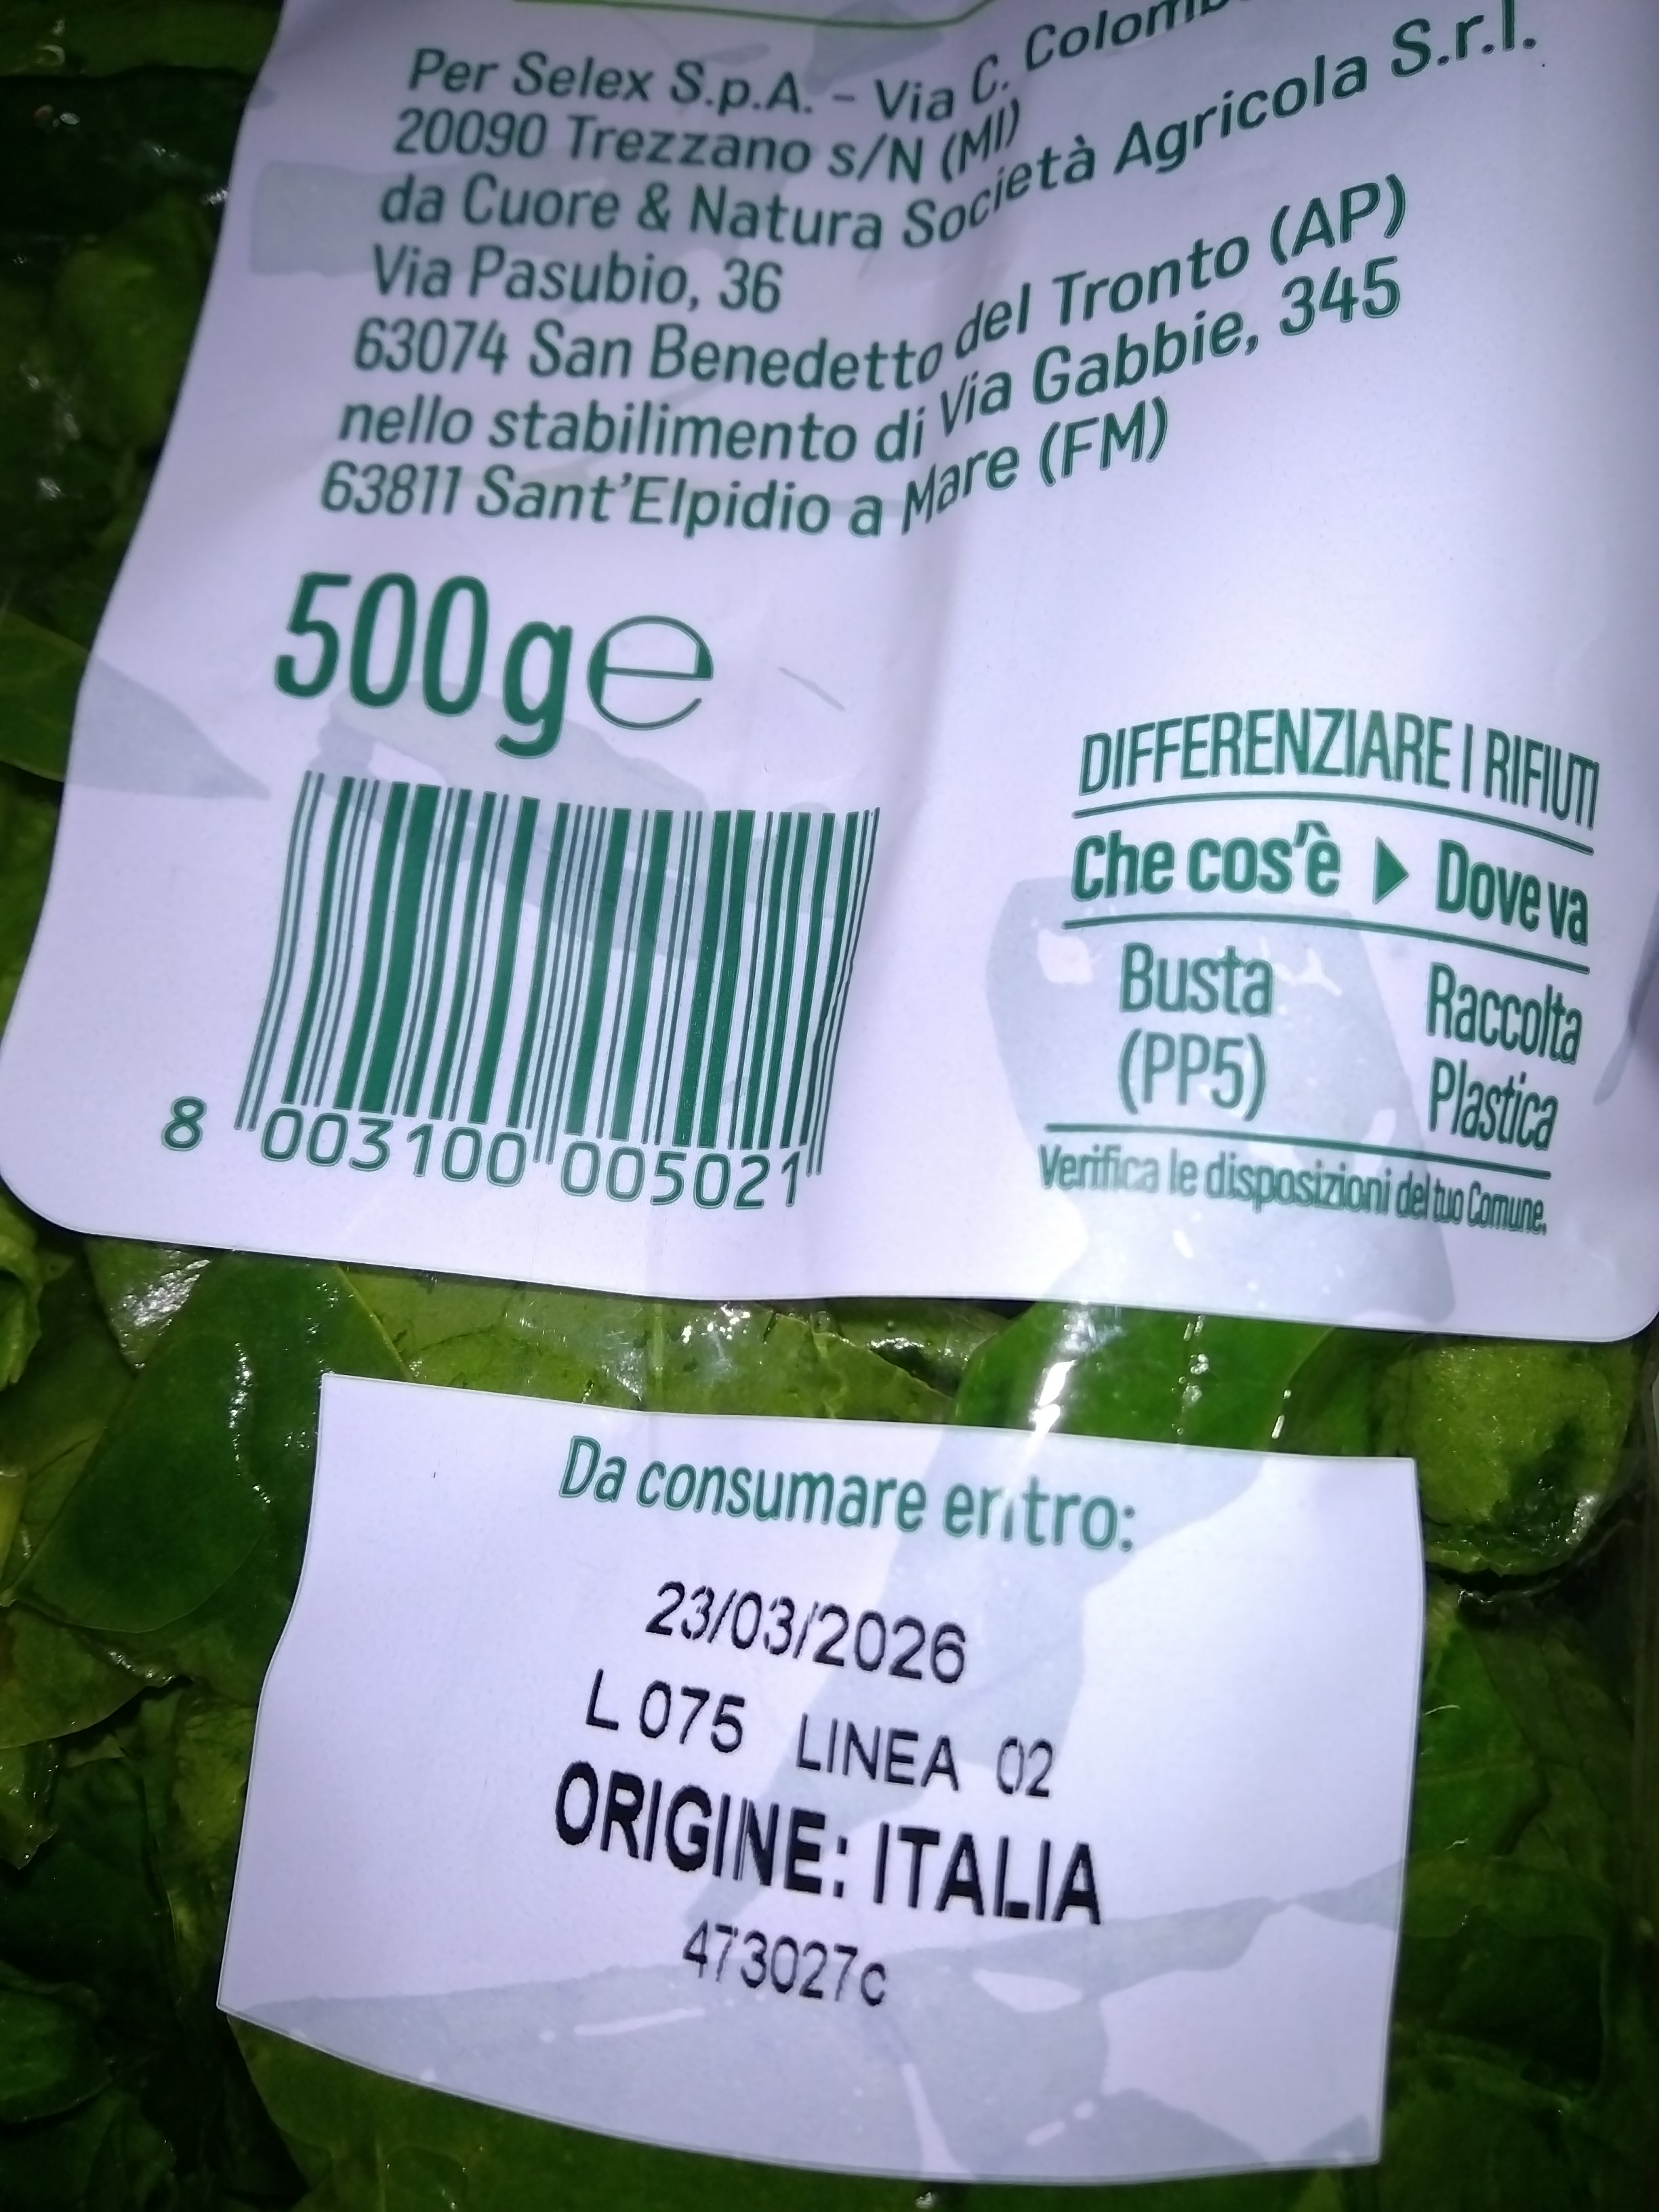 Per Selex S.p.A. - Via C.
20090 Trezzano s/N (MI)
da Cuore & Natura Società Agricola S.r.l.
Via Pasubio, 36
63074 San Benedetto del Tronto (AP)
nello stabilimento di Via Gabbie, 345
63811 Sant'Elpidio a Mare (FM)
500 g e
8 003100 005021
DIFFERENZIARE I RIFIUTI
Che cos'è ▶ Dove va
Busta Raccolta
(PP5) Plastica
Verifica le disposizioni del tuo Comune.
Da consumare entro:
23/03/2026
L 075 LINEA 02
ORIGINE: ITALIA
473027c